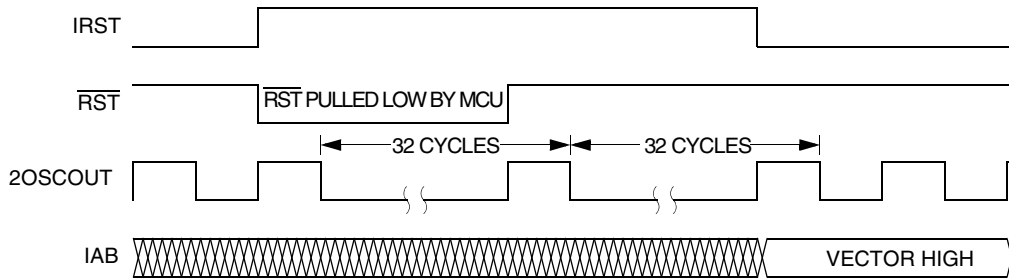 IRST
RST
RST PULLED LOW BY MCU
32 CYCLES 32 CYCLES
2OSCOUT
IAB
VECTOR HIGH